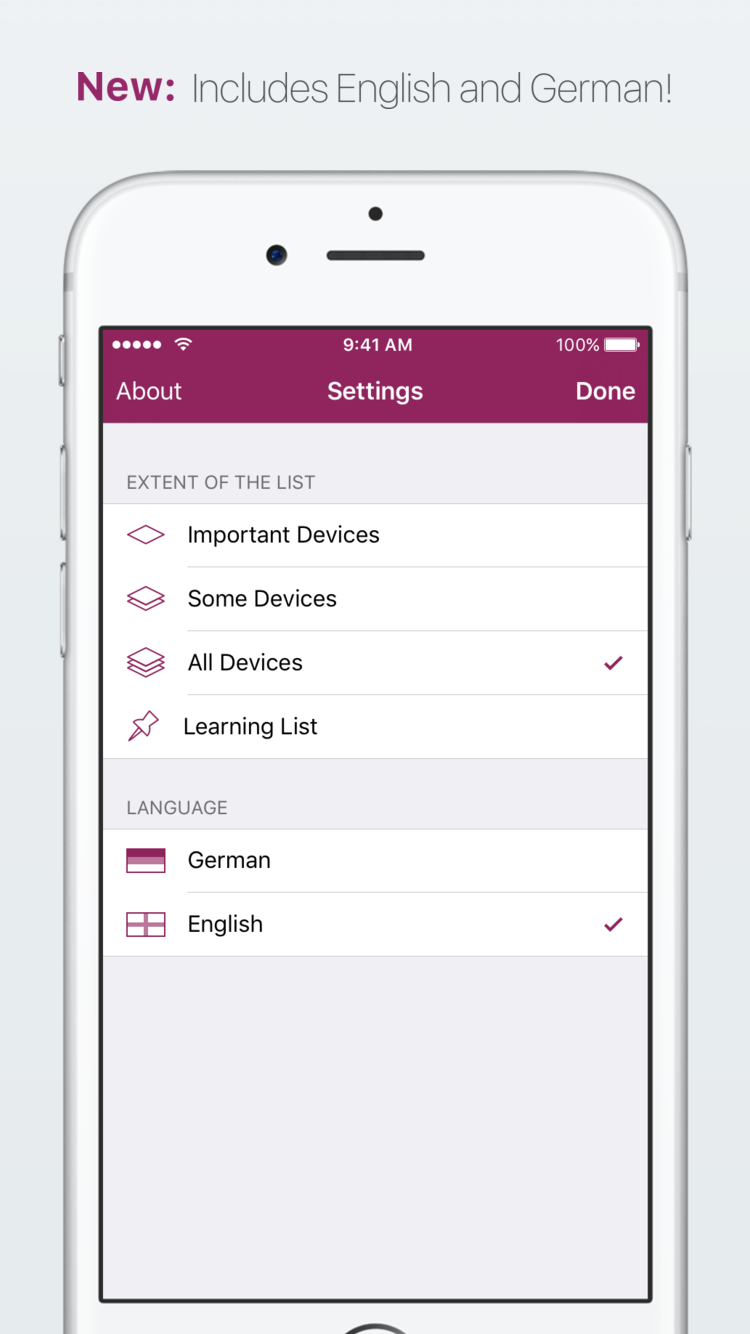 New: Includes English and German!
9:41 AM 100%
About Settings Done
EXTENT OF THE LIST
Important Devices
Some Devices
All Devices
Learning List
LANGUAGE
German
English